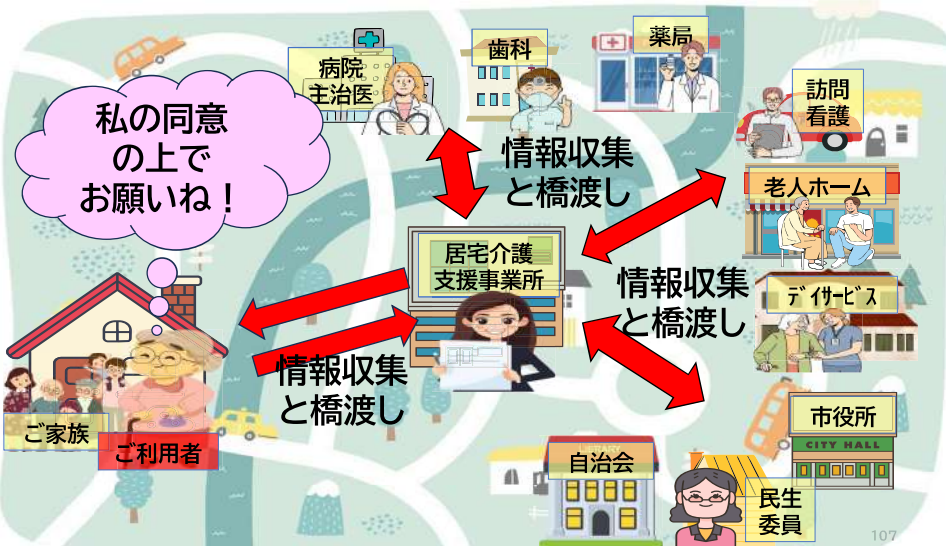 病院
主治医
歯科
薬局
訪問
看護
私の同意
の上で
お願いね！
情報収集
と橋渡し
老人ホーム
居宅介護
支援事業所
情報収集
と橋渡し
ﾃﾞｲｻｰﾋﾞｽ
情報収集
と橋渡し
ご家族
ご利用者
市役所
CITY HALL
自治会
LIBRARY
民生
委員
107